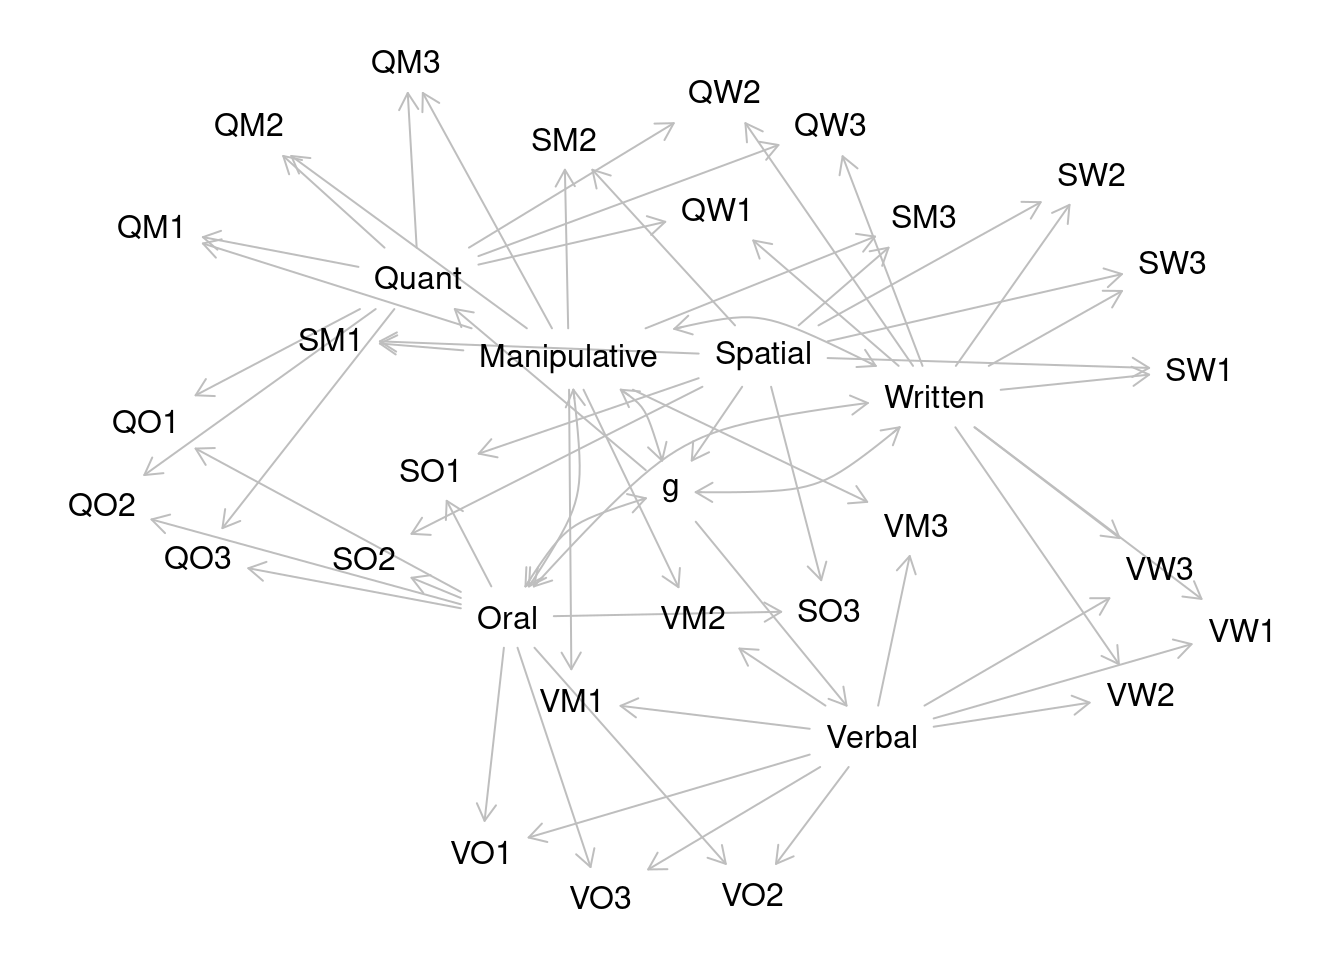 QM3
QW2
QM2
QW3
SM2
SW2
QW1
SM3
QM1
SW3
Quant
SM1
Manipulative
Spatial
SW1
Written
QO1
SO1
g
QO2
VM3
QO3
SO2
VW3
Oral
VM2
SO3
VW1
VM1
VW2
Verbal
VO1
VO3
VO2